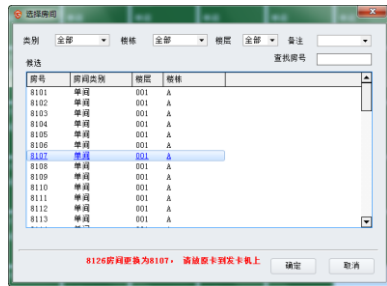 选择房间
类别 全部 楼栋 全部 楼层 全部 备注
候选 查找房号
房号 房间类别 楼层 楼栋
8101 单间 001 A
8102 单间 001 A
8103 单间 001 A
8104 单间 001 A
8105 单间 001 A
8106 单间 001 A
8107 单间 001 A
8108 单间 001 A
8109 单间 001 A
8110 单间 001 A
8111 单间 001 A
8112 单间 001 A
8113 单间 001 A
8126房间更换为8107， 请放原卡到发卡机上
确定 取消